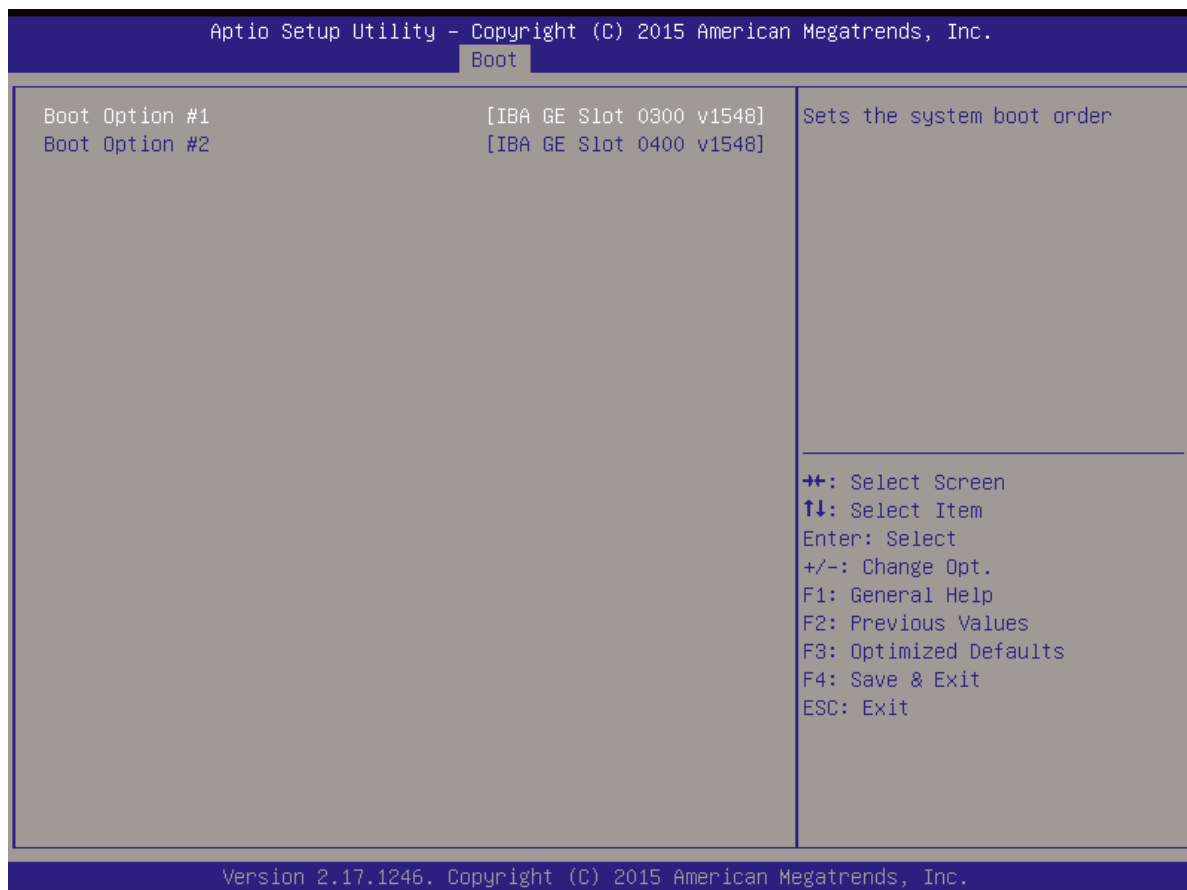 Aptio Setup Utility – Copyright (C) 2015 American Megatrends, Inc.
Boot
Boot Option #1 [IBA GE Slot 0300 v1548]
Boot Option #2 [IBA GE Slot 0400 v1548]
Sets the system boot order
→←: Select Screen
↑↓: Select Item
Enter: Select
+/-: Change Opt.
F1: General Help
F2: Previous Values
F3: Optimized Defaults
F4: Save & Exit
ESC: Exit
Version 2.17.1246. Copyright (C) 2015 American Megatrends, Inc.